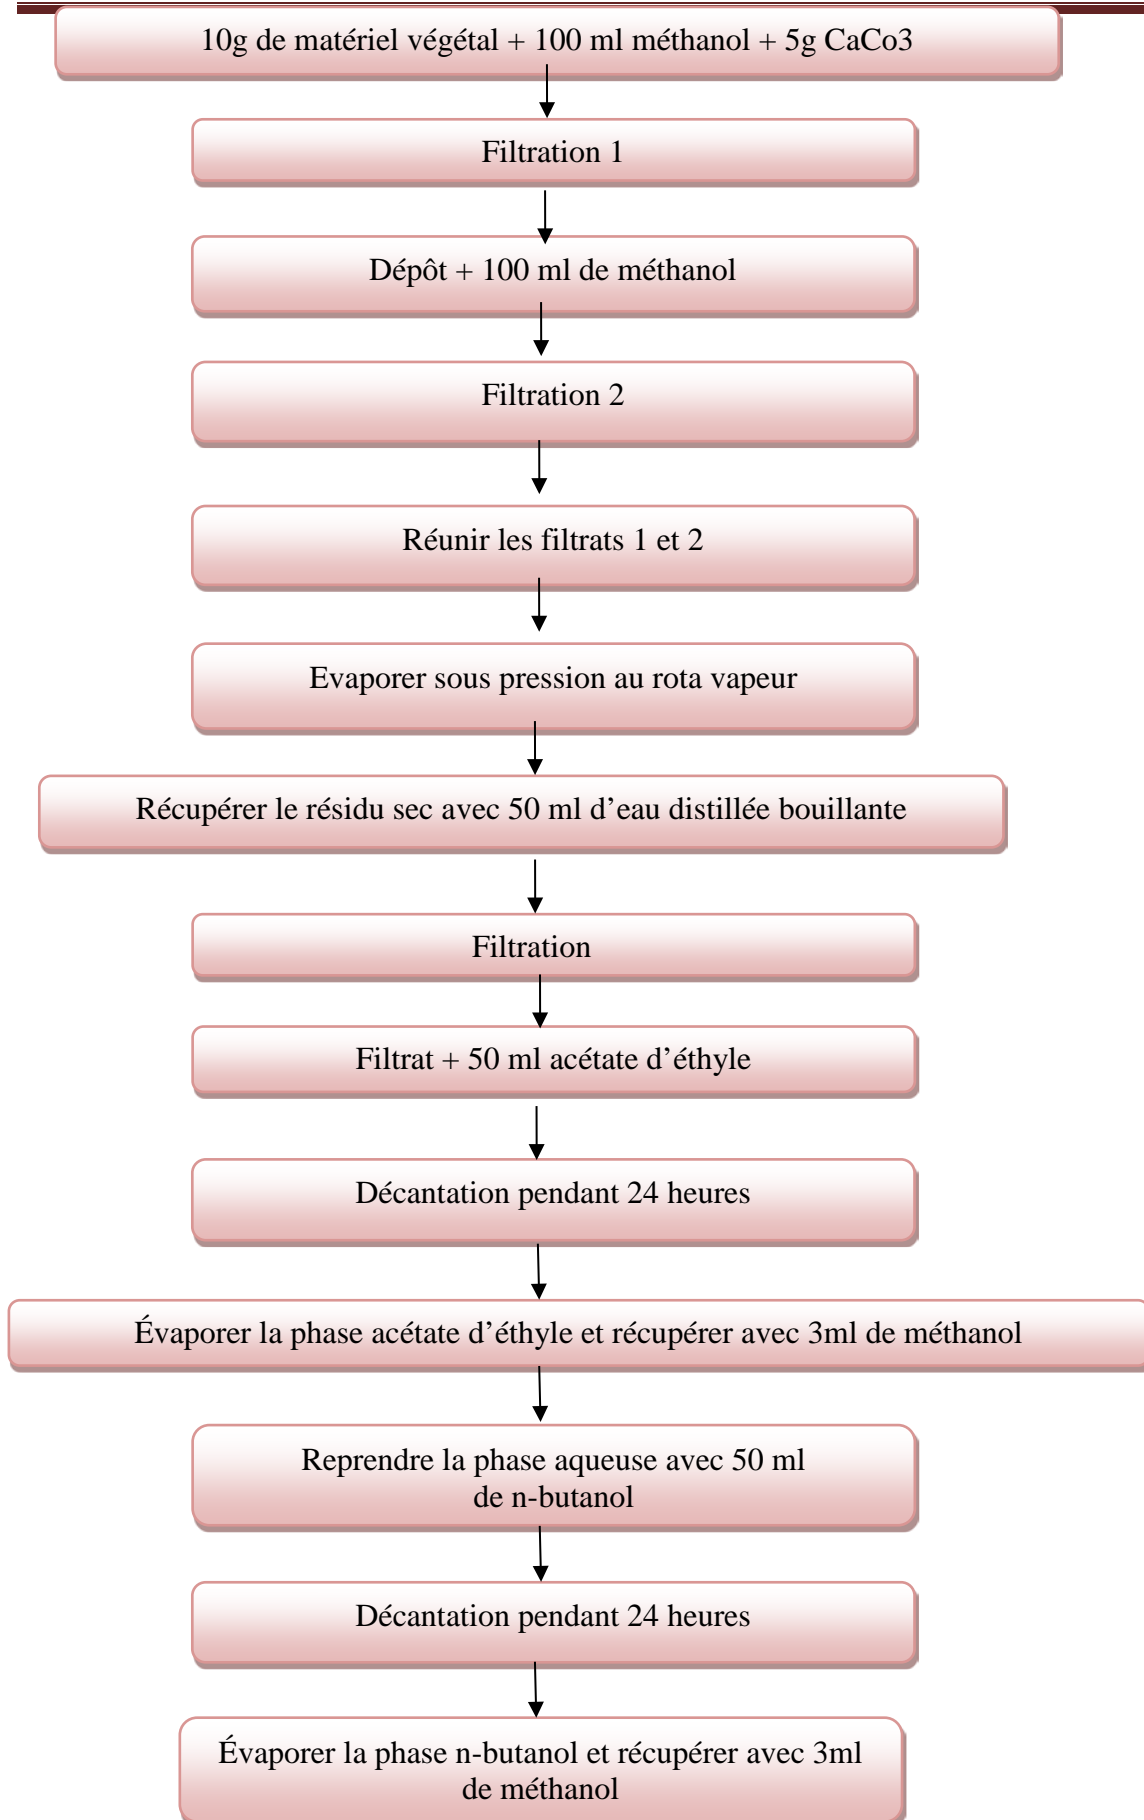 10g de matériel végétal + 100 ml méthanol + 5g CaCo3
Filtration 1
Dépôt + 100 ml de méthanol
Filtration 2
Réunir les filtrats 1 et 2
Evaporer sous pression au rota vapeur
Récupérer le résidu sec avec 50 ml d’eau distillée bouillante
Filtration
Filtrat + 50 ml acétate d’éthyle
Décantation pendant 24 heures
Évaporer la phase acétate d’éthyle et récupérer avec 3ml de méthanol
Reprendre la phase aqueuse avec 50 ml
de n-butanol
Décantation pendant 24 heures
Évaporer la phase n-butanol et récupérer avec 3ml
de méthanol